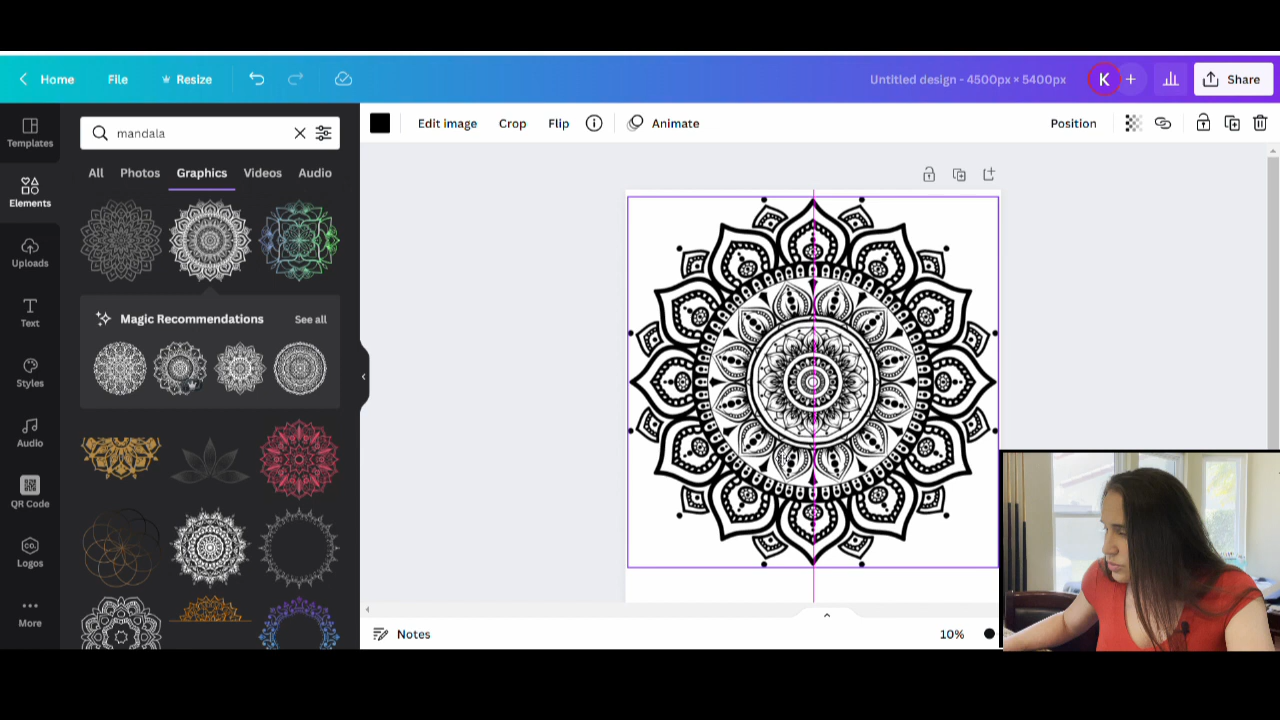 Home File Resize Untitled design - 4500px × 5400px K + Share
mandala Edit image Crop Flip Animate Position
Templates
All Photos Graphics Videos Audio
Elements
Uploads
Magic Recommendations See all
Text
Styles
Audio
QR Code
CO.
Logos
More
Notes 10%